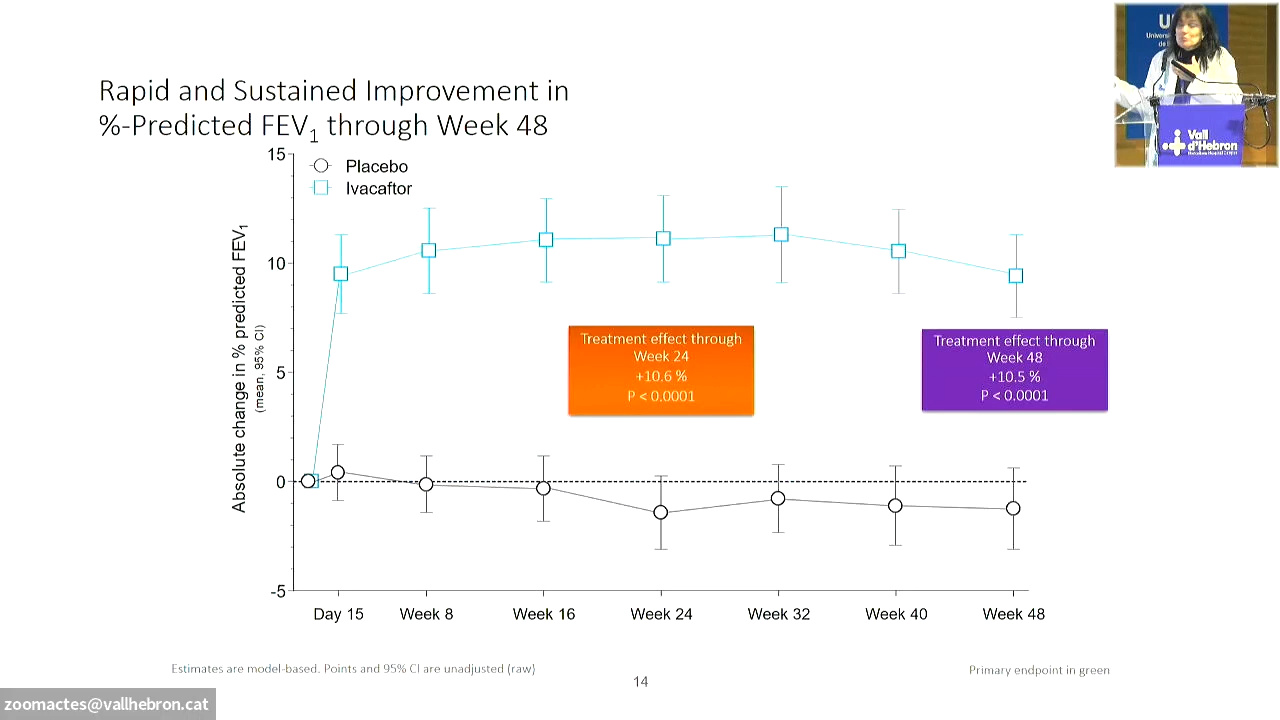 Rapid and Sustained Improvement in
%-Predicted FEV1 through Week 48
Placebo
Ivacaftor
Absolute change in % predicted FEV1
(mean, 95% CI)
15
10
5
0
-5
Treatment effect through
Week 24
+10.6 %
P < 0.0001
Treatment effect through
Week 48
+10.5 %
P < 0.0001
Day 15 Week 8 Week 16 Week 24 Week 32 Week 40 Week 48
Estimates are model-based. Points and 95% CI are unadjusted (raw)
Primary endpoint in green
14
Vall
d'Hebron
zoomactes@vallhebron.cat